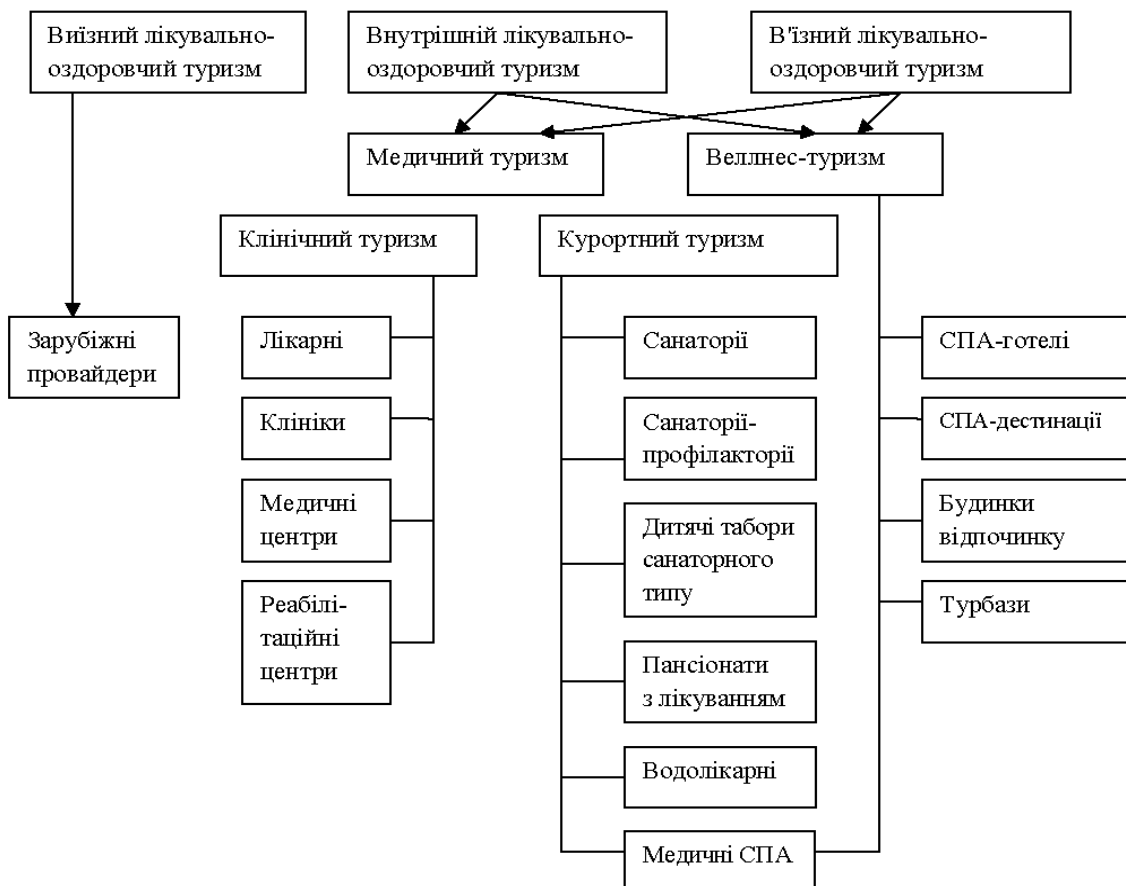 Виїзний лікувально-
оздоровчий туризм
Внутрішній лікувально-
оздоровчий туризм
В'їзний лікувально-
оздоровчий туризм
Медичний туризм
Веллнес-туризм
Клінічний туризм
Курортний туризм
Зарубіжні
провайдери
Лікарні
Клініки
Медичні
центри
Реабілі-
таційні
центри
Санаторії
Санаторії-
профілакторії
Дитячі табори
санаторного
типу
Пансіонати
з лікуванням
Водолікарні
Медичні СПА
СПА-готелі
СПА-дестинації
Будинки
відпочинку
Турбази